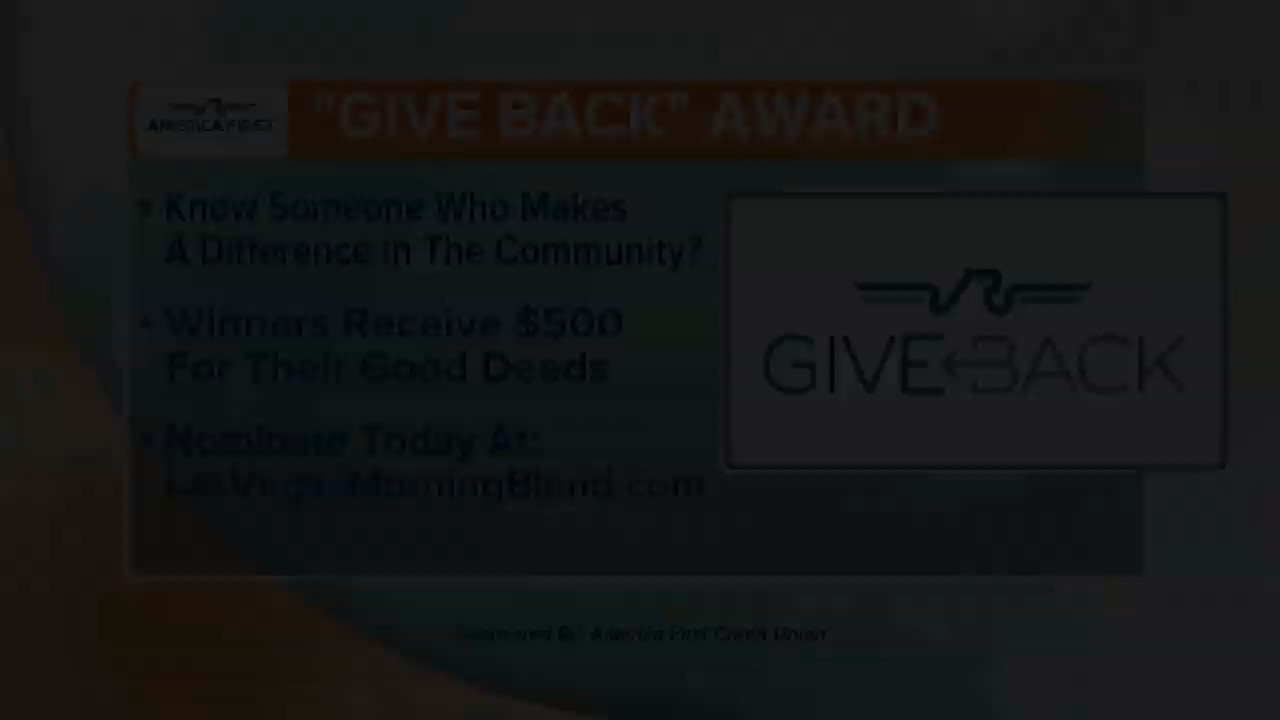 AMERICA FIRST
"GIVE BACK" AWARD
• Know Someone Who Makes
A Difference In The Community?
• Winners Receive $500
For Their Good Deeds
• Nominate Today At:
LasVegasMorningBlend.com
GIVE BACK
Sponsored By America First Credit Union